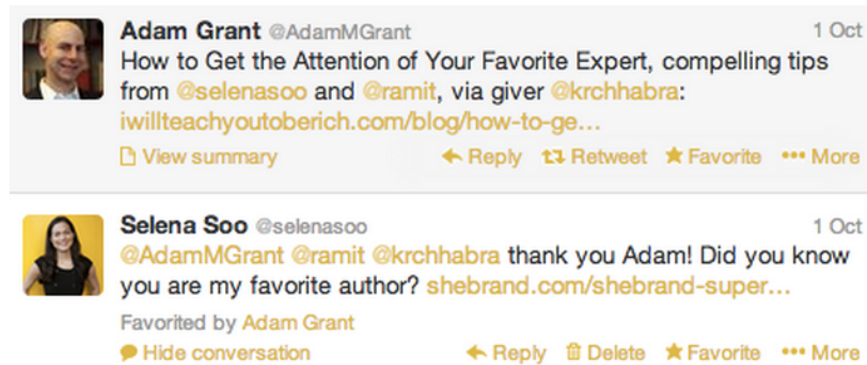 Adam Grant @AdamMGrant 1 Oct
How to Get the Attention of Your Favorite Expert, compelling tips
from @selenasoo and @ramit, via giver @krchhabra:
iwillteachyoutoberich.com/blog/how-to-ge...
View summary Reply Retweet Favorite More
Selena Soo @selenasoo 1 Oct
@AdamMGrant @ramit @krchhabra thank you Adam! Did you know
you are my favorite author? shebrand.com/shebrand-super...
Favorited by Adam Grant
Hide conversation Reply Delete Favorite More